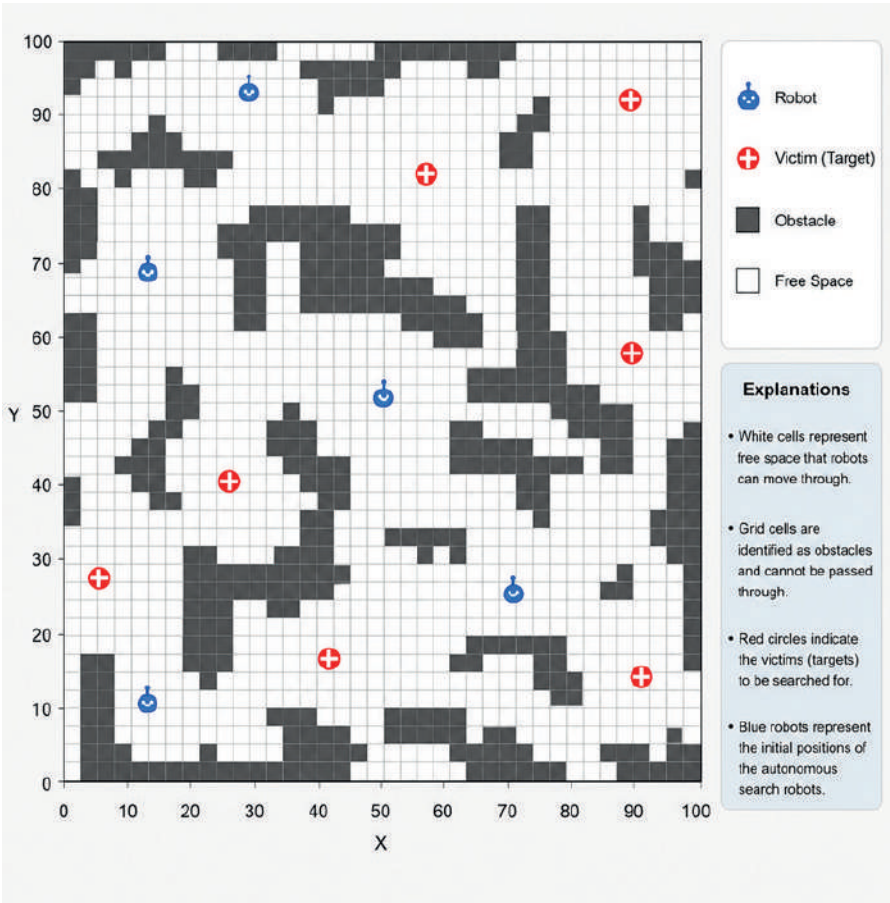 100
90
80
70
60
50
40
30
20
10
0
Y
0 10 20 30 40 50 60 70 80 90 100
X
Robot
Victim (Target)
Obstacle
Free Space
Explanations
• White cells represent
free space that robots
can move through.
• Grid cells are
identified as obstacles
and cannot be passed
through.
• Red circles indicate
the victims (targets)
to be searched for.
• Blue robots represent
the initial positions of
the autonomous
search robots.